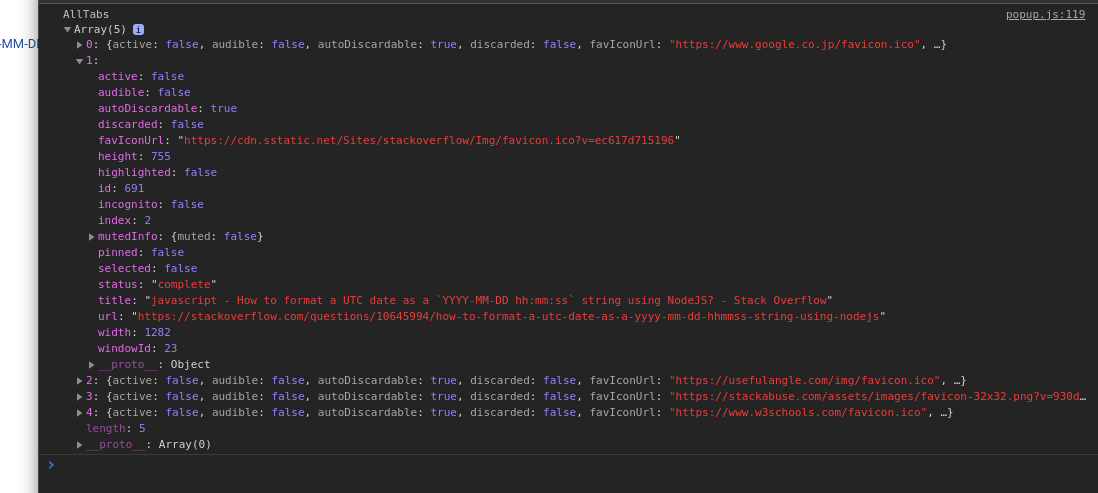 AllTabs popup.js:119
Array(5) i
-MM-DD
0: {active: false, audible: false, autoDiscardable: true, discarded: false, favIconUrl: "https://www.google.co.jp/favicon.ico", …}
1:
active: false
audible: false
autoDiscardable: true
discarded: false
favIconUrl: "https://cdn.sstatic.net/Sites/stackoverflow/Img/favicon.ico?v=ec617d715196"
height: 755
highlighted: false
id: 691
incognito: false
index: 2
mutedInfo: {muted: false}
pinned: false
selected: false
status: "complete"
title: "javascript - How to format a UTC date as a `YYYY-MM-DD hh:mm:ss` string using NodeJS? - Stack Overflow"
url: "https://stackoverflow.com/questions/10645994/how-to-format-a-utc-date-as-a-yyyy-mm-dd-hhmmss-string-using-nodejs"
width: 1282
windowId: 23
__proto__: Object
2: {active: false, audible: false, autoDiscardable: true, discarded: false, favIconUrl: "https://usefulangle.com/img/favicon.ico", …}
3: {active: false, audible: false, autoDiscardable: true, discarded: false, favIconUrl: "https://stackabuse.com/assets/images/favicon-32x32.png?v=930d…
4: {active: false, audible: false, autoDiscardable: true, discarded: false, favIconUrl: "https://www.w3schools.com/favicon.ico", …}
length: 5
__proto__: Array(0)